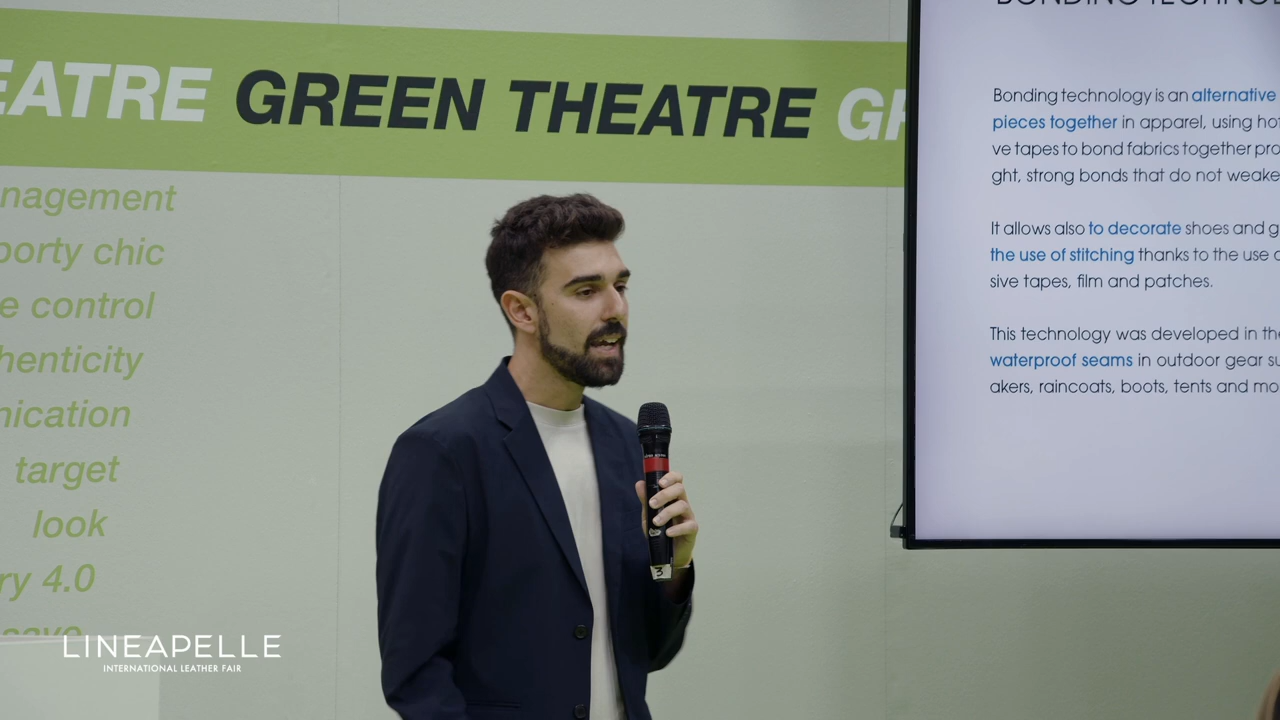 EATRE GREEN THEATRE GR
nagement
porty chic
e control
henticity
nication
target
look
ry 4.0
save
LINEAPELLE
INTERNATIONAL LEATHER FAIR
3
BONDING TECHNOL
Bonding technology is an alternative
pieces together in apparel, using hot
ve tapes to bond fabrics together pro
ght, strong bonds that do not weake
It allows also to decorate shoes and g
the use of stitching thanks to the use o
sive tapes, film and patches.
This technology was developed in the
waterproof seams in outdoor gear su
akers, raincoats, boots, tents and mo